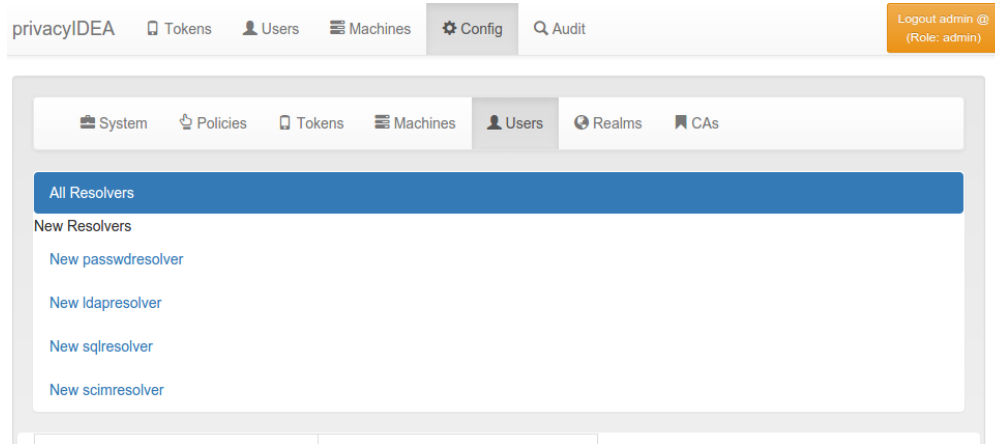 privacyIDEA Tokens Users Machines Config Audit Logout admin @
(Role: admin)
System Policies Tokens Machines Users Realms CAs
All Resolvers
New Resolvers
New passwdresolver
New ldapresolver
New sqlresolver
New scimresolver